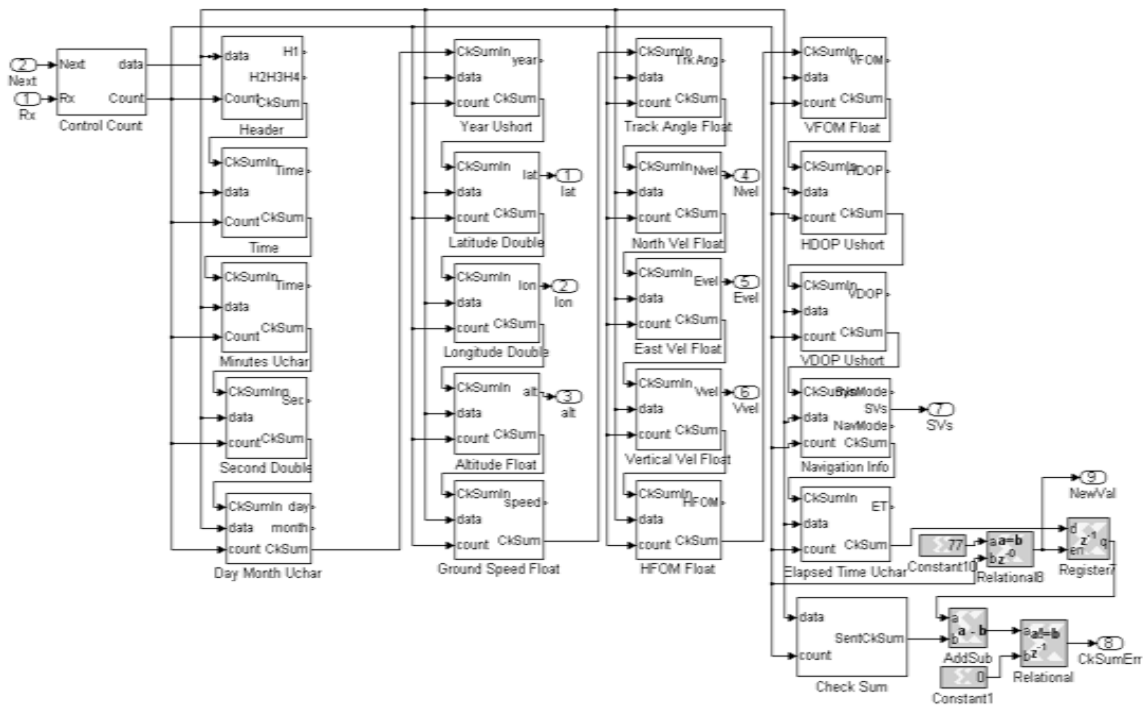 2
Next
1
Rx
Next data
Rx Count
Control Count
data H1
H2H3H4
Count CkSum
Header
CkSumIn Time
data
Count CkSum
Time
CkSumIn Time
data
Count CkSum
Minutes Uchar
CkSumIn Sec
data
count CkSum
Second Double
CkSumIn day
data month
count CkSum
Day Month Uchar
CkSumIn year
data
count CkSum
Year Ushort
CkSumIn
lat 1
data lat
count CkSum
Latitude Double
CkSumIn
lon 2
data lon
count CkSum
Longitude Double
CkSumIn alt 3
data alt
count CkSum
Altitude Float
CkSumIn speed
data
count CkSum
Ground Speed Float
CkSumIn Trk Ang
data
count CkSum
Track Angle Float
CkSumIn Nvel 4
data Nvel
count CkSum
North Vel Float
CkSumIn Evel 5
data Evel
count CkSum
East Vel Float
CkSumIn Vvel 6
data Vvel
count CkSum
Vertical Vel Float
CkSumIn HFOM
data
count CkSum
HFOM Float
CkSumIn VFOM
data
count CkSum
VFOM Float
CkSumIn HDOP
data
count CkSum
HDOP Ushort
CkSumIn VDOP
data
count CkSum
VDOP Ushort
CkSumIn SysMode
data SVs 7
NavMode SVs
count CkSum
Navigation Info
CkSumIn ET
data
count CkSum
Elapsed Time Uchar
9
NewVal
77
Constant10
a a=b
b z-0
Relational8
d
z-1 q
en
Register7
data
SentCkSum
count
Check Sum
a
a - b
b
AddSub
0
Constant1
a a!=b
b z-1
Relational
8
CkSumErr